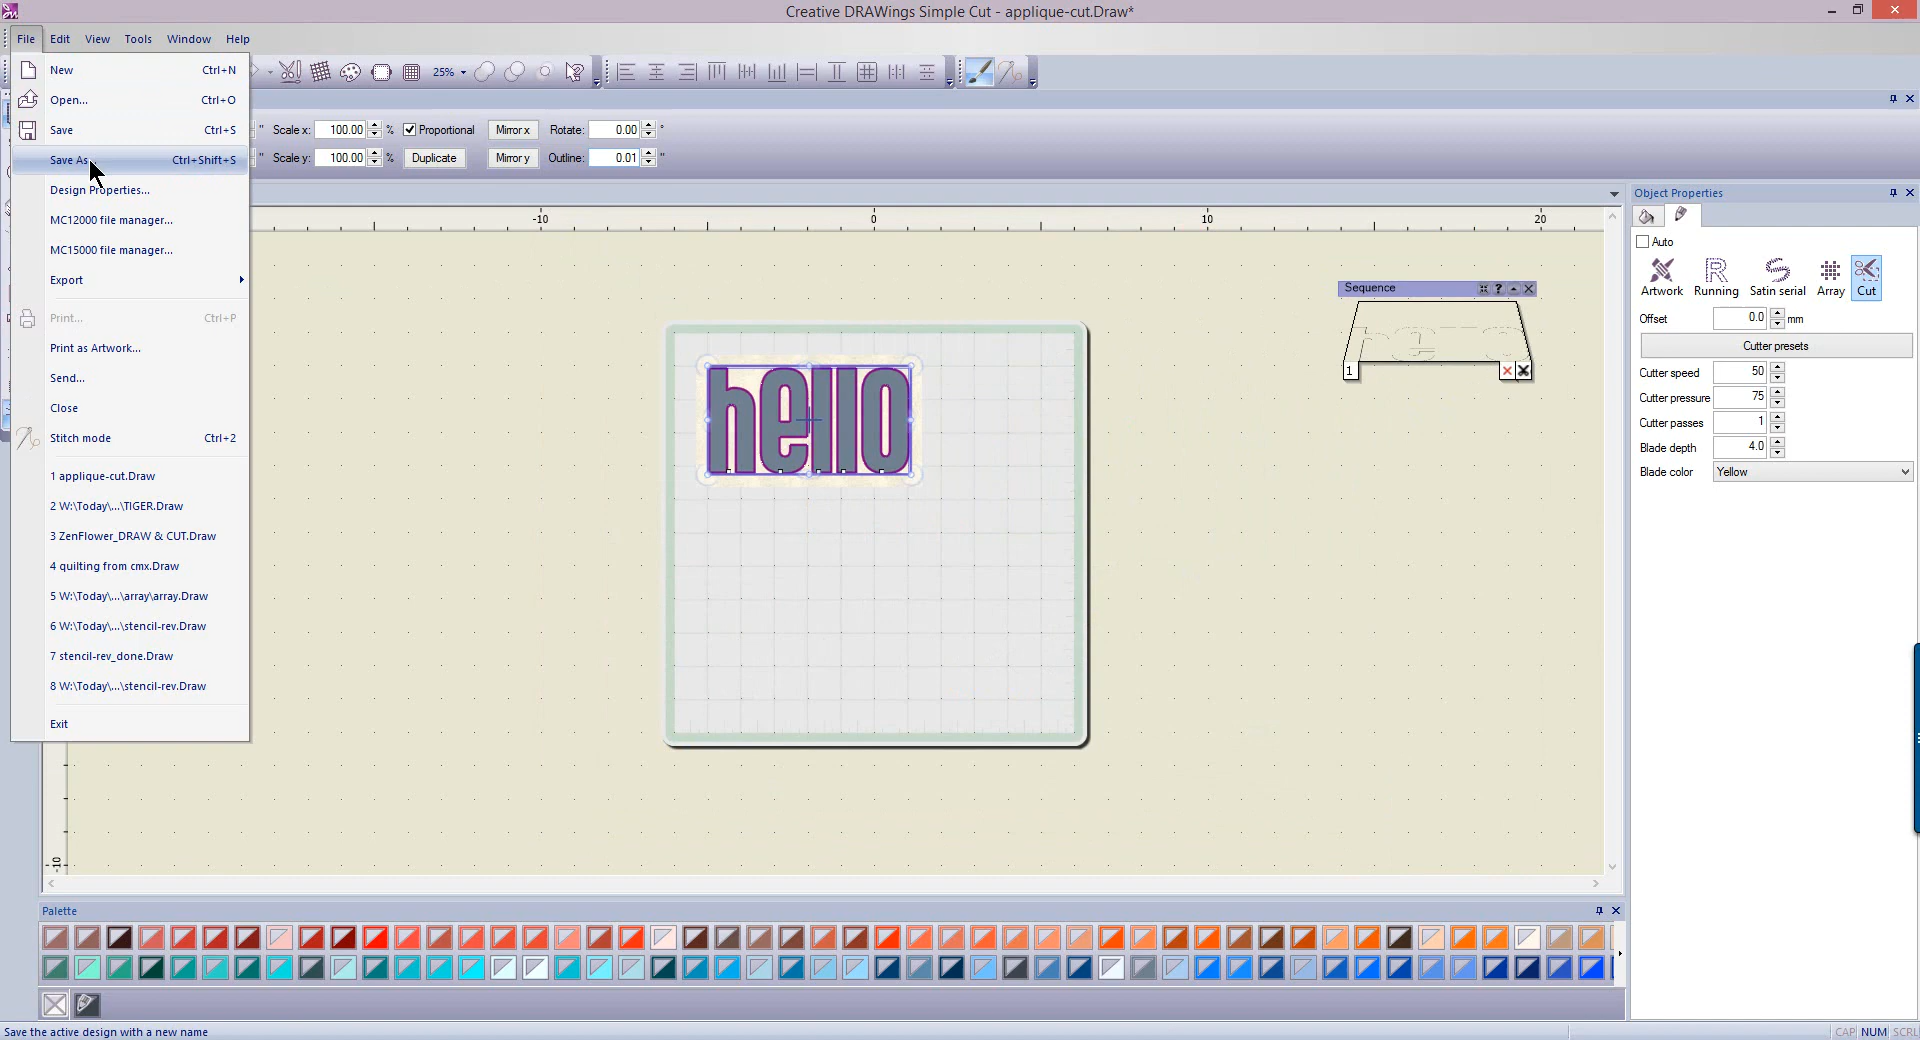 Creative DRAWings Simple Cut - applique-cut.Draw*
File Edit View Tools Window Help
New Ctrl+N
Open... Ctrl+O
Save Ctrl+S
Save As Ctrl+Shift+S
Design Properties...
MC12000 file manager...
MC15000 file manager...
Export
Print... Ctrl+P
Print as Artwork...
Send...
Close
Stitch mode Ctrl+2
1 applique-cut.Draw
2 W:\Today\...\TIGER.Draw
3 ZenFlower_DRAW & CUT.Draw
4 quilting from cmx.Draw
5 W:\Today\...\array\array.Draw
6 W:\Today\...\stencil-rev.Draw
7 stencil-rev_done.Draw
8 W:\Today\...\stencil-rev.Draw
Exit
25%
" Scale x: 100.00 % Proportional Mirror x Rotate: 0.00 °
" Scale y: 100.00 % Duplicate Mirror y Outline: 0.01 "
-10 0 10 20
-10
hello
Sequence
1
Object Properties
Auto
Artwork Running Satin serial Array Cut
Offset 0.0 mm
Cutter presets
Cutter speed 50
Cutter pressure 75
Cutter passes 1
Blade depth 4.0
Blade color Yellow
Palette
Save the active design with a new name
CAP NUM SCRL